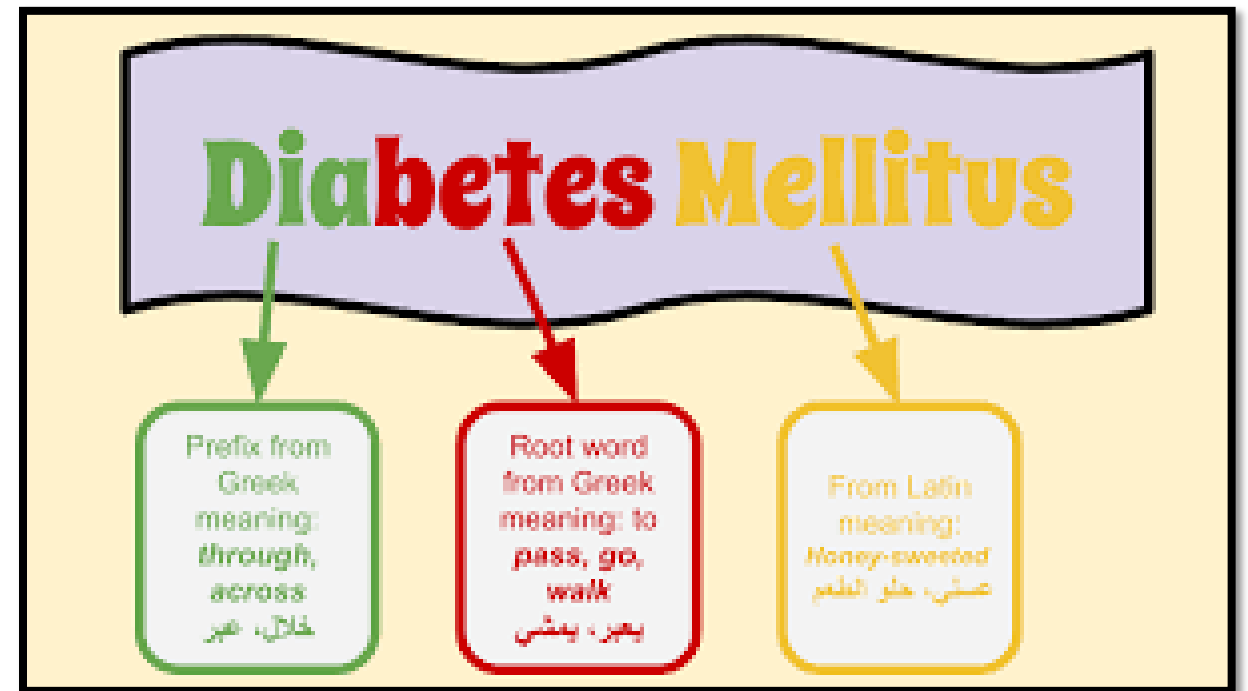 Diabetes Mellitus
Prefix from
Greek
meaning:
through,
across
خلال، عبر
Root word
from Greek
meaning: to
pass, go,
walk
يعبر، يمشي
From Latin
meaning:
Honey-sweeted
عسلي، حلو الطعم